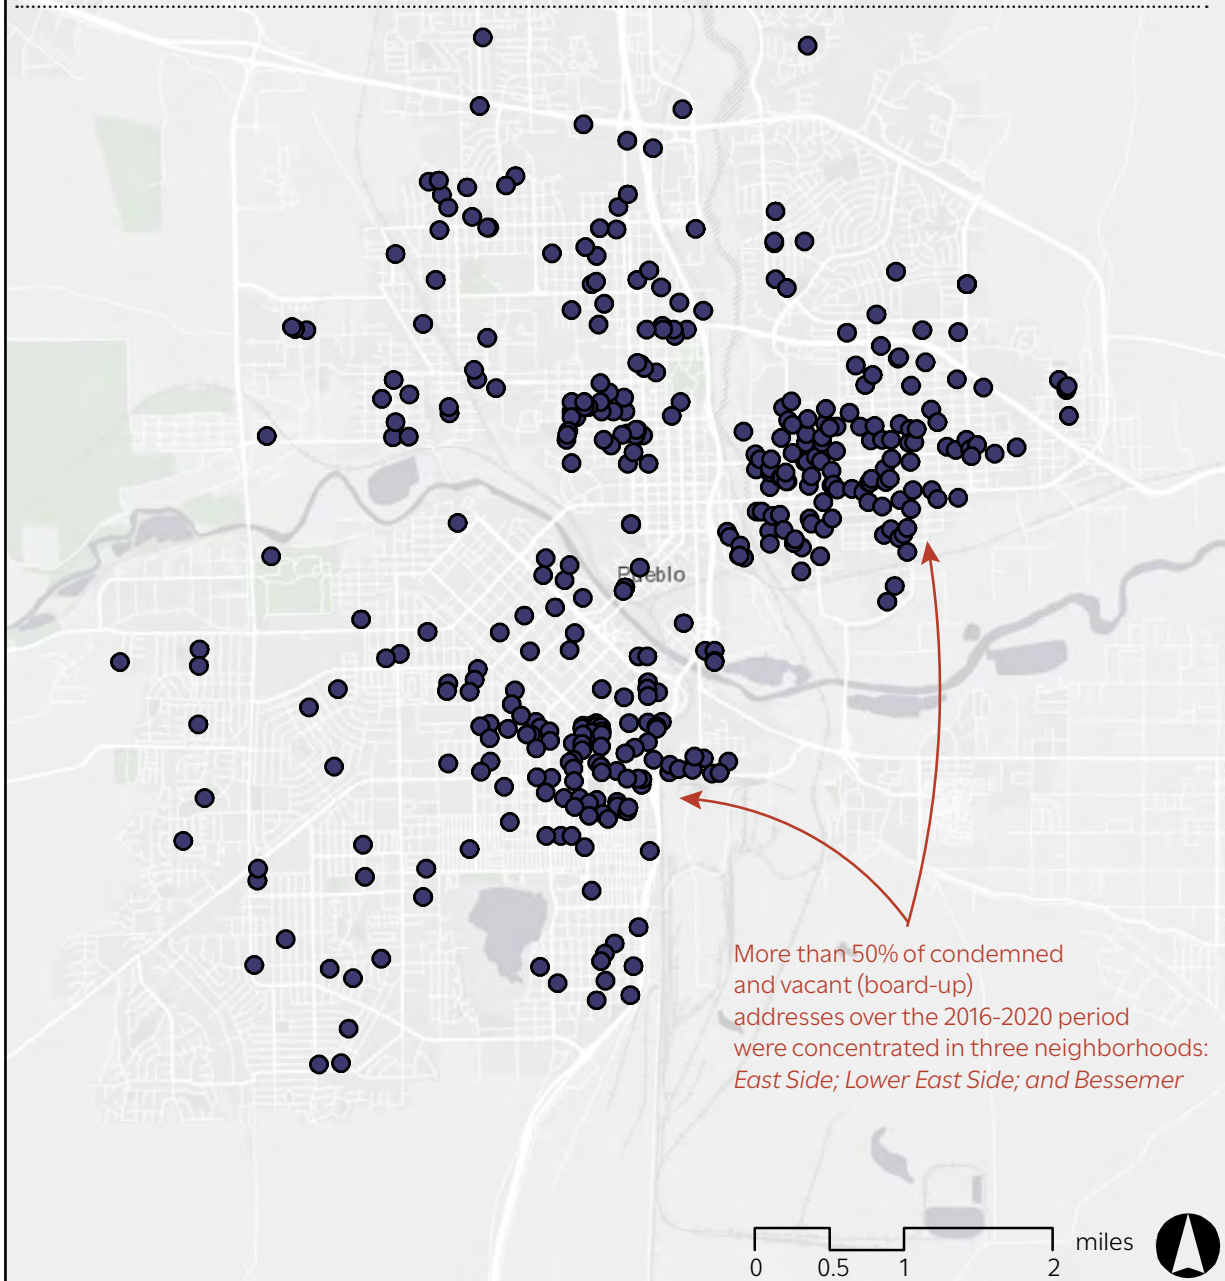 Pueblo
More than 50% of condemned
and vacant (board-up)
addresses over the 2016-2020 period
were concentrated in three neighborhoods:
East Side; Lower East Side; and Bessemer
miles
0 0.5 1 2